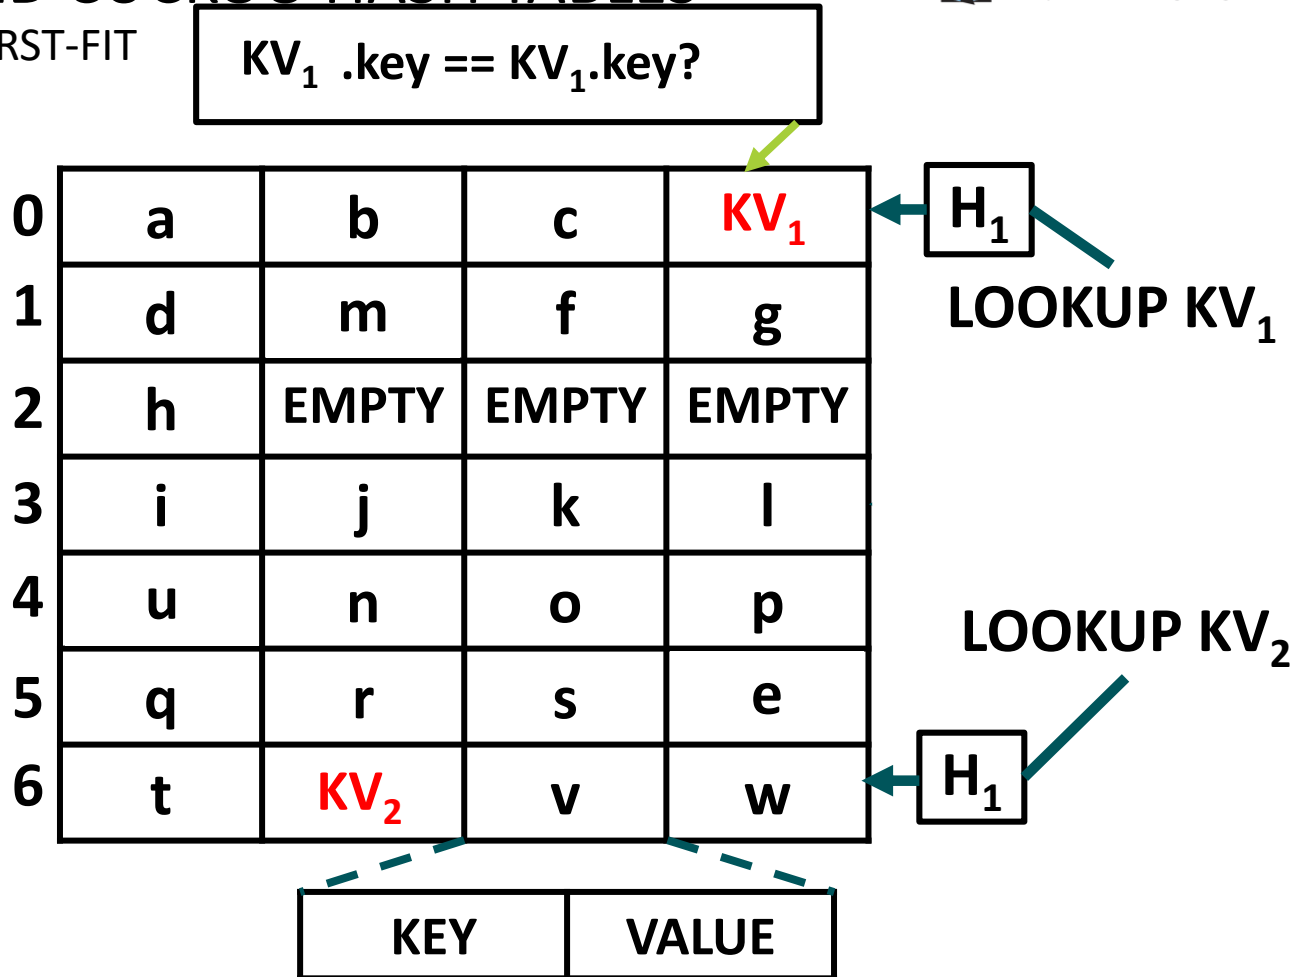 RST-FIT
KV₁ .key == KV₁.key?
0 a b c KV₁ H₁
1 d m f g
LOOKUP KV₁
2 h EMPTY EMPTY EMPTY
3 i j k l
4 u n o p
LOOKUP KV₂
5 q r s e
6 t KV₂ v w H₁
KEY VALUE